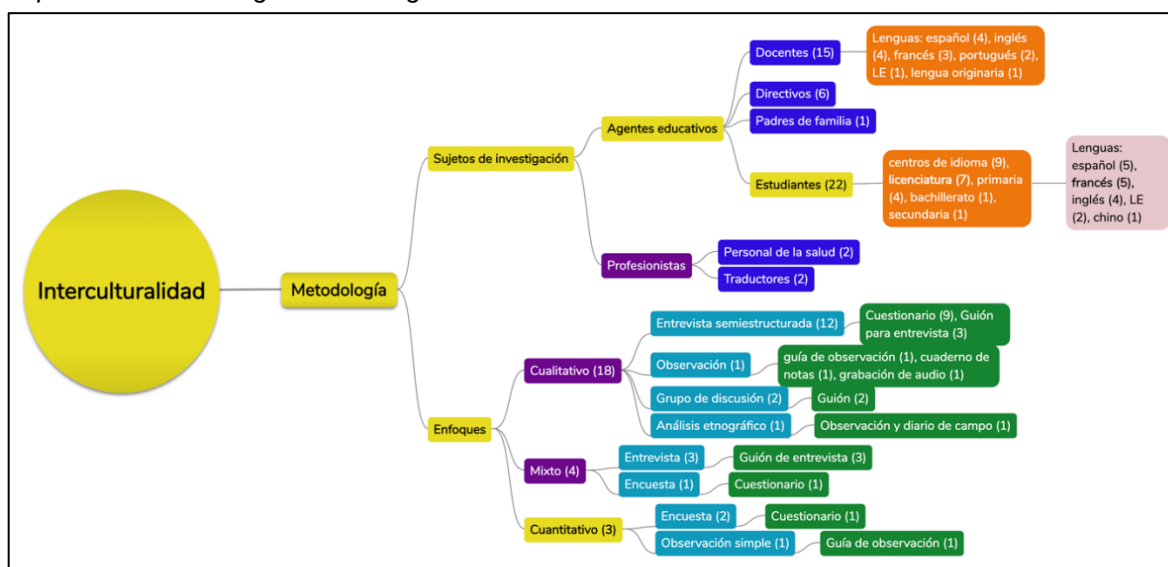 Interculturalidad
Metodología
Sujetos de investigación
Agentes educativos
Docentes (15)
Lenguas: español (4), inglés
(4), francés (3), portugués (2),
LE (1), lengua originaria (1)
Directivos (6)
Padres de familia (1)
Estudiantes (22)
centros de idioma (9),
licenciatura (7), primaria
(4), bachillerato (1),
secundaria (1)
Lenguas:
español (5),
francés (5),
inglés (4), LE
(2), chino (1)
Profesionistas
Personal de la salud (2)
Traductores (2)
Enfoques
Cualitativo (18)
Entrevista semiestructurada (12)
Cuestionario (9), Guión
para entrevista (3)
Observación (1)
guía de observación (1), cuaderno de
notas (1), grabación de audio (1)
Grupo de discusión (2)
Guión (2)
Análisis etnográfico (1)
Observación y diario de campo (1)
Mixto (4)
Entrevista (3)
Guión de entrevista (3)
Encuesta (1)
Cuestionario (1)
Cuantitativo (3)
Encuesta (2)
Cuestionario (1)
Observación simple (1)
Guía de observación (1)